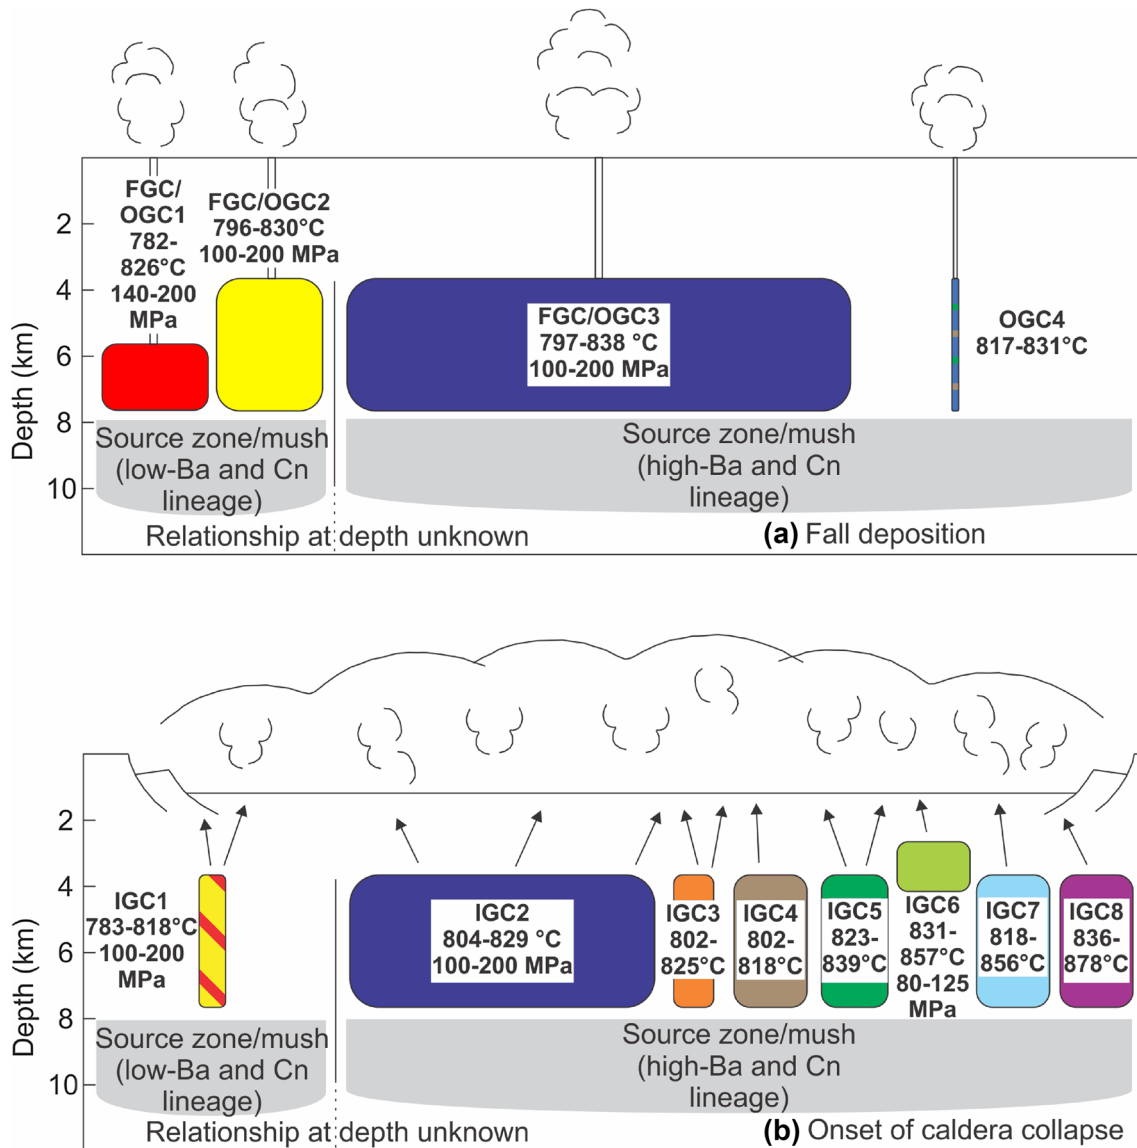 FGC/
OGC1
782-
826°C
140-200
MPa
FGC/OGC2
796-830°C
100-200 MPa
FGC/OGC3
797-838 °C
100-200 MPa
OGC4
817-831°C
2
4
6
8
10
Depth (km)
Source zone/mush
(low-Ba and Cn
lineage)
Source zone/mush
(high-Ba and Cn
lineage)
Relationship at depth unknown
(a) Fall deposition
2
4
6
8
10
Depth (km)
IGC1
783-818°C
100-200
MPa
IGC2
804-829 °C
100-200 MPa
IGC3
802-
825°C
IGC4
802-
818°C
IGC5
823-
839°C
IGC6
831-
857°C
80-125
MPa
IGC7
818-
856°C
IGC8
836-
878°C
Source zone/mush
(low-Ba and Cn
lineage)
Source zone/mush
(high-Ba and Cn
lineage)
Relationship at depth unknown
(b) Onset of caldera collapse